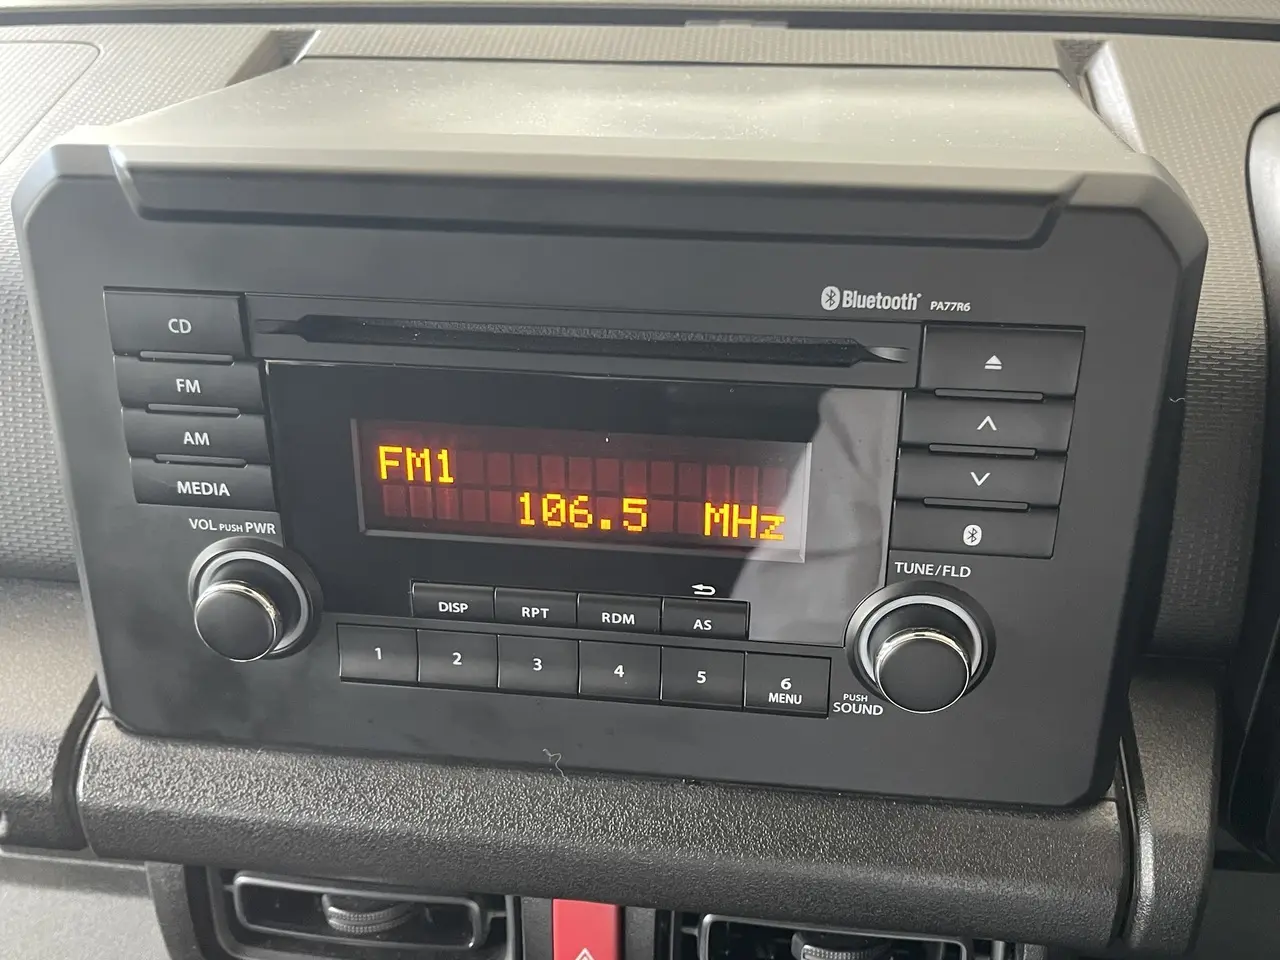 Bluetooth® PA77R6
CD
FM
AM
MEDIA
VOL PUSH PWR
FM1
106.5 MHz
TUNE/FLD
DISP
RPT
RDM
AS
1
2
3
4
5
6
MENU
PUSH
SOUND